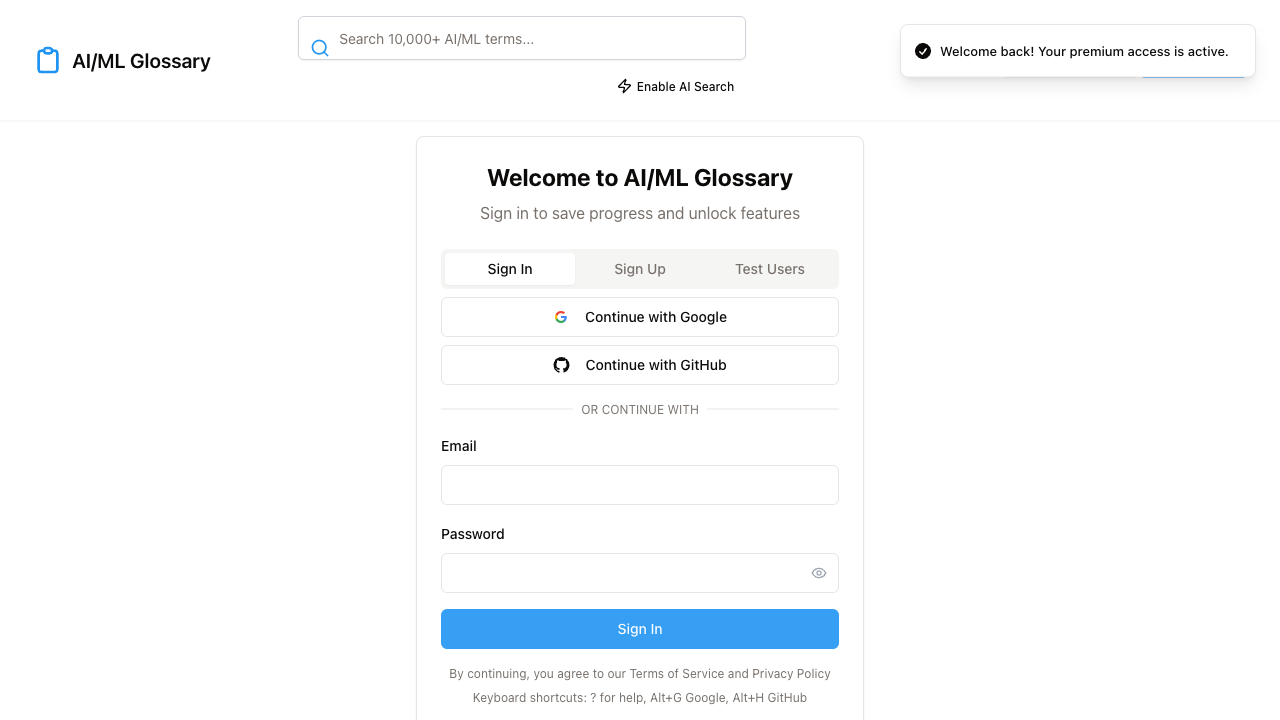 AI/ML Glossary
Search 10,000+ AI/ML terms...
Enable AI Search
Welcome back! Your premium access is active.
Welcome to AI/ML Glossary
Sign in to save progress and unlock features
Sign In
Sign Up
Test Users
Continue with Google
Continue with GitHub
OR CONTINUE WITH
Email
Password
Sign In
By continuing, you agree to our Terms of Service and Privacy Policy
Keyboard shortcuts: ? for help, Alt+G Google, Alt+H GitHub